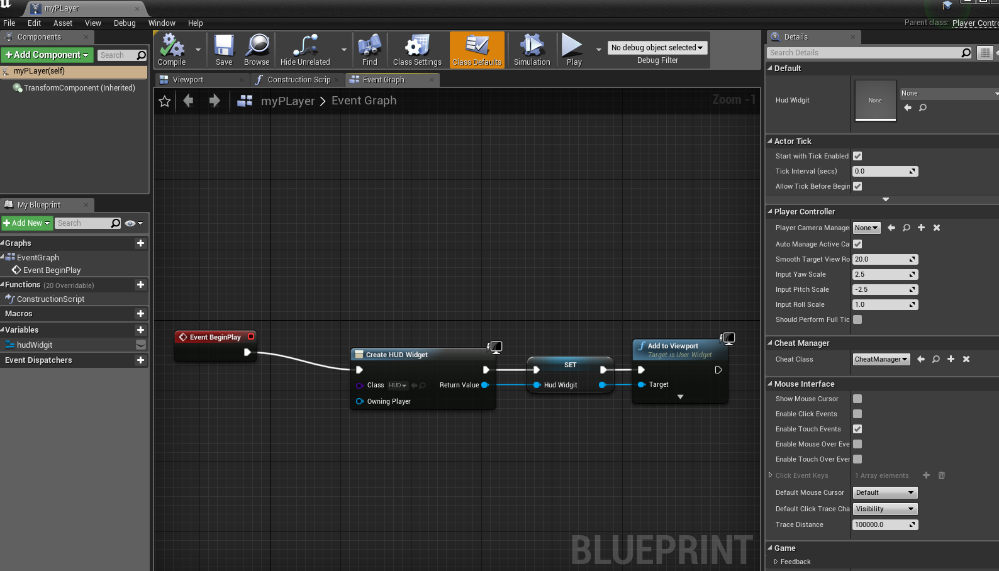 myPLayer
File Edit Asset View Debug Window Help
Parent class: Player Contro
Components
+Add Component
Search
myPLayer(self)
TransformComponent (Inherited)
My Blueprint
+Add New
Search
Graphs
EventGraph
Event BeginPlay
Functions (20 Overridable)
ConstructionScript
Macros
Variables
hudWidgit
Event Dispatchers
Compile
Save
Browse
Hide Unrelated
Find
Class Settings
Class Defaults
Simulation
Play
No debug object selected
Debug Filter
Viewport
Construction Scrip
Event Graph
myPLayer > Event Graph
Zoom -1
Event BeginPlay
Create HUD Widget
Class HUD
Return Value
Owning Player
SET
Hud Widgit
Add to Viewport
Target is User Widget
Target
BLUEPRINT
Details
Search Details
Default
Hud Widgit
None
None
Actor Tick
Start with Tick Enabled
Tick Interval (secs) 0.0
Allow Tick Before Begin
Player Controller
Player Camera Manage None
Auto Manage Active Ca
Smooth Target View Ro 20.0
Input Yaw Scale 2.5
Input Pitch Scale -2.5
Input Roll Scale 1.0
Should Perform Full Tic
Cheat Manager
Cheat Class CheatManager
Mouse Interface
Show Mouse Cursor
Enable Click Events
Enable Touch Events
Enable Mouse Over Eve
Enable Touch Over Ever
Click Event Keys 1 Array elements
Default Mouse Cursor Default
Default Click Trace Cha Visibility
Trace Distance 100000.0
Game
Feedback